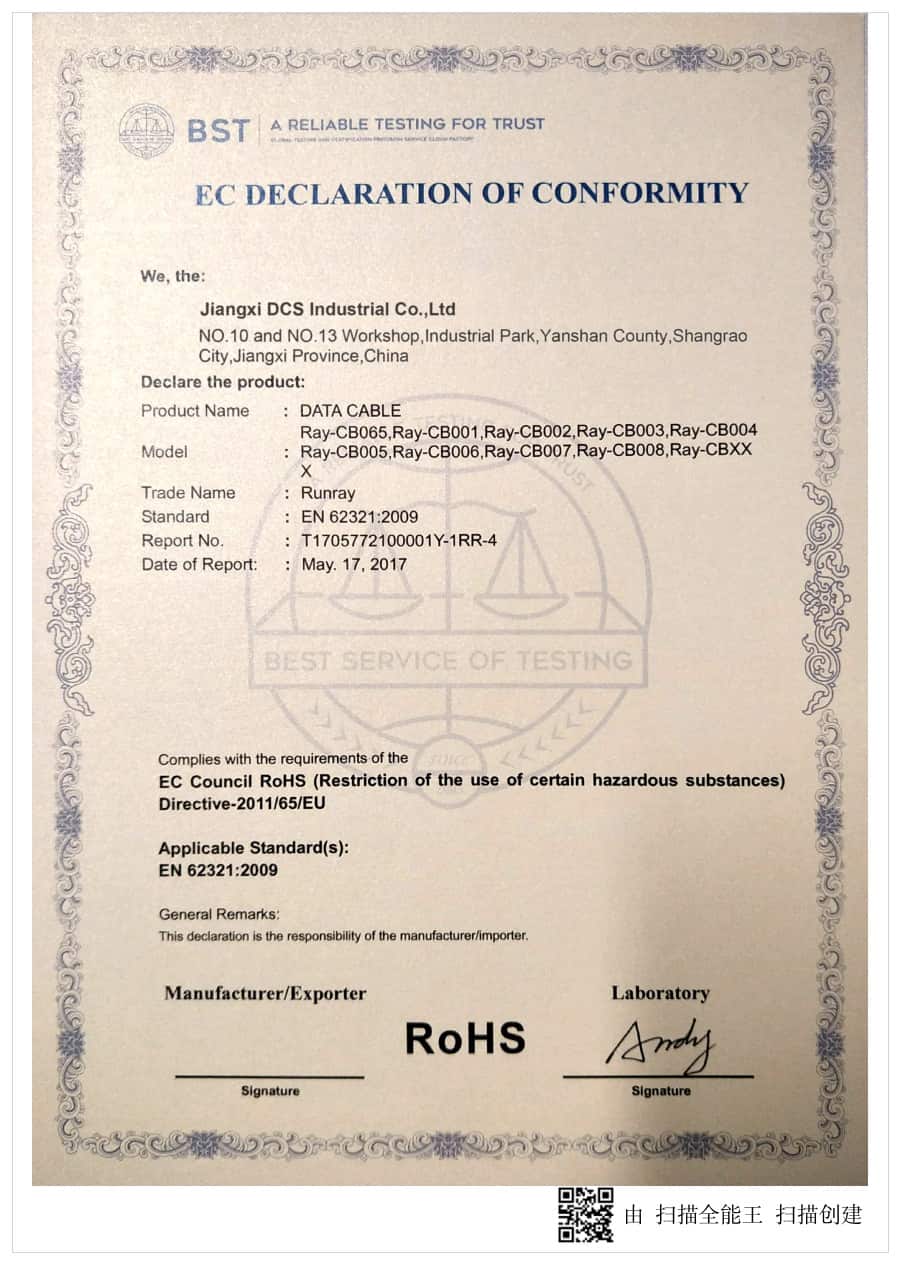 BST A RELIABLE TESTING FOR TRUST
EC DECLARATION OF CONFORMITY
We, the:
Jiangxi DCS Industrial Co.,Ltd
NO.10 and NO.13 Workshop,Industrial Park,Yanshan County,Shangrao
City,Jiangxi Province,China
Declare the product:
Product Name : DATA CABLE
Ray-CB065,Ray-CB001,Ray-CB002,Ray-CB003,Ray-CB004
Model : Ray-CB005,Ray-CB006,Ray-CB007,Ray-CB008,Ray-CBXX
X
Trade Name : Runray
Standard : EN 62321:2009
Report No. : T1705772100001Y-1RR-4
Date of Report: : May. 17, 2017
BEST SERVICE OF TESTING
Complies with the requirements of the
EC Council RoHS (Restriction of the use of certain hazardous substances)
Directive-2011/65/EU
Applicable Standard(s):
EN 62321:2009
General Remarks:
This declaration is the responsibility of the manufacturer/importer.
Manufacturer/Exporter
Laboratory
RoHS
Andy
Signature
Signature
由 扫描全能王 扫描创建